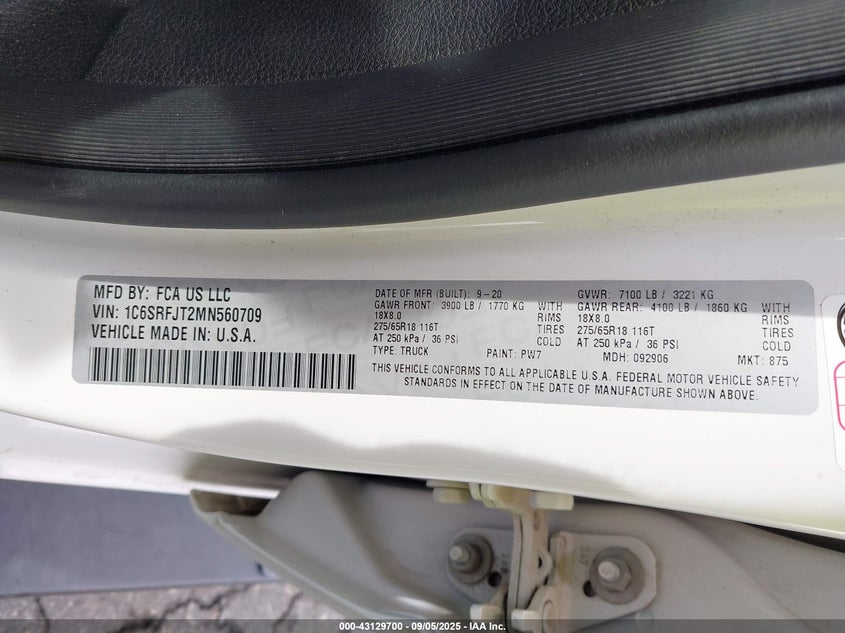 MFD BY: FCA US LLC
VIN: 1C6SRFJT2MN560709
VEHICLE MADE IN: U.S.A.
DATE OF MFR (BUILT): 9-20 GVWR: 7100 LB / 3221 KG
GAWR FRONT: 3900 LB / 1770 KG WITH GAWR REAR: 4100 LB / 1860 KG WITH
18X8.0 RIMS 18X8.0 RIMS
275/65R18 116T TIRES 275/65R18 116T TIRES
AT 250 kPa / 36 PSI COLD AT 250 kPa / 36 PSI COLD
TYPE: TRUCK PAINT: PW7 MDH: 092906 MKT: 875
THIS VEHICLE CONFORMS TO ALL APPLICABLE U.S.A. FEDERAL MOTOR VEHICLE SAFETY
STANDARDS IN EFFECT ON THE DATE OF MANUFACTURE SHOWN ABOVE.
347
000-43129700 - 09/05/2025 - IAA Inc.